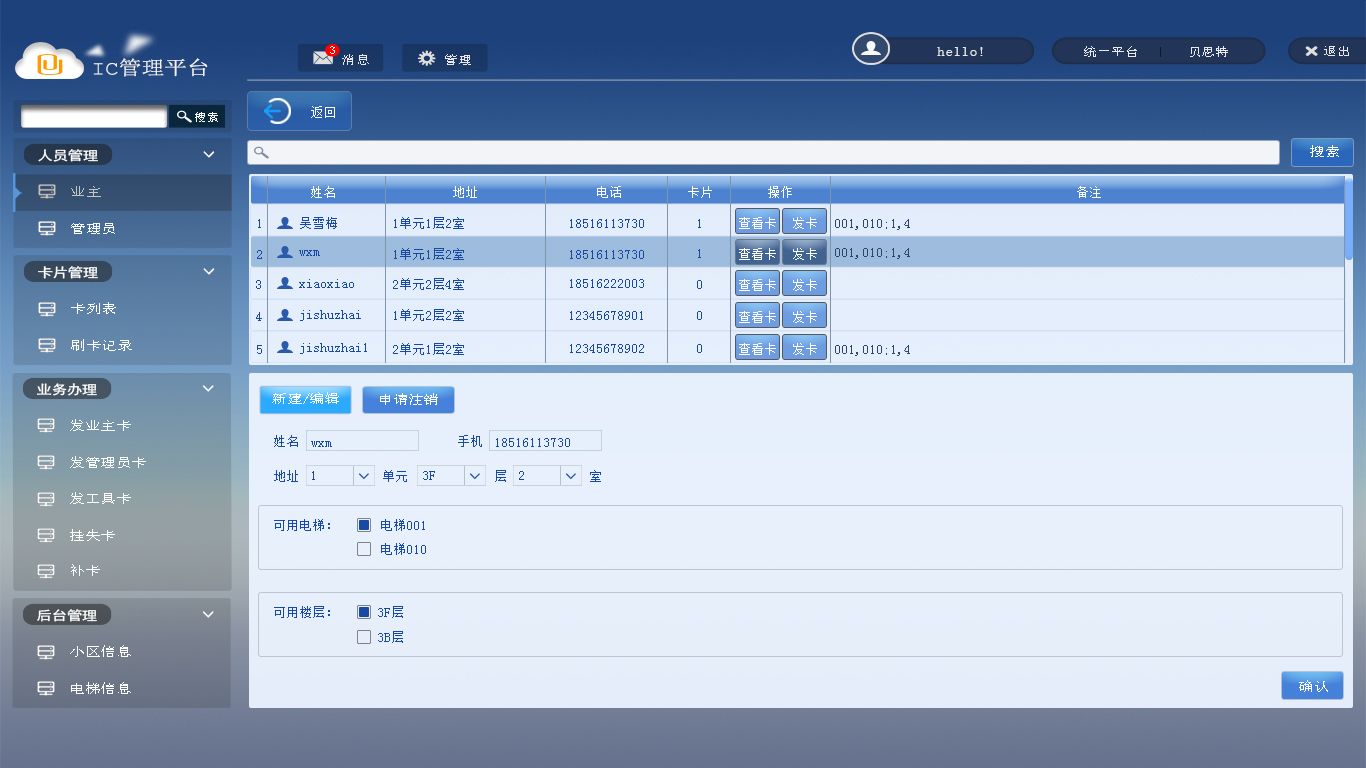 IC管理平台
3
消息
管理
hello!
统一平台
贝思特
退出
搜索
返回
搜索
人员管理
业主
管理员
卡片管理
卡列表
刷卡记录
业务办理
发业主卡
发管理员卡
发工具卡
挂失卡
补卡
后台管理
小区信息
电梯信息
姓名 地址 电话 卡片 操作 备注
1 吴雪梅 1单元1层2室 18516113730 1 查看卡 发卡 001,010;1,4
2 wxm 1单元1层2室 18516113730 1 查看卡 发卡 001,010;1,4
3 xiaoxiao 2单元2层4室 18516222003 0 查看卡 发卡
4 jishuzhai 1单元2层2室 12345678901 0 查看卡 发卡
5 jishuzhai1 2单元1层2室 12345678902 0 查看卡 发卡 001,010;1,4
新建/编辑 申请注销
姓名 wxm 手机 18516113730
地址 1 单元 3F 层 2 室
可用电梯： 电梯001
电梯010
可用楼层： 3F层
3B层
确认